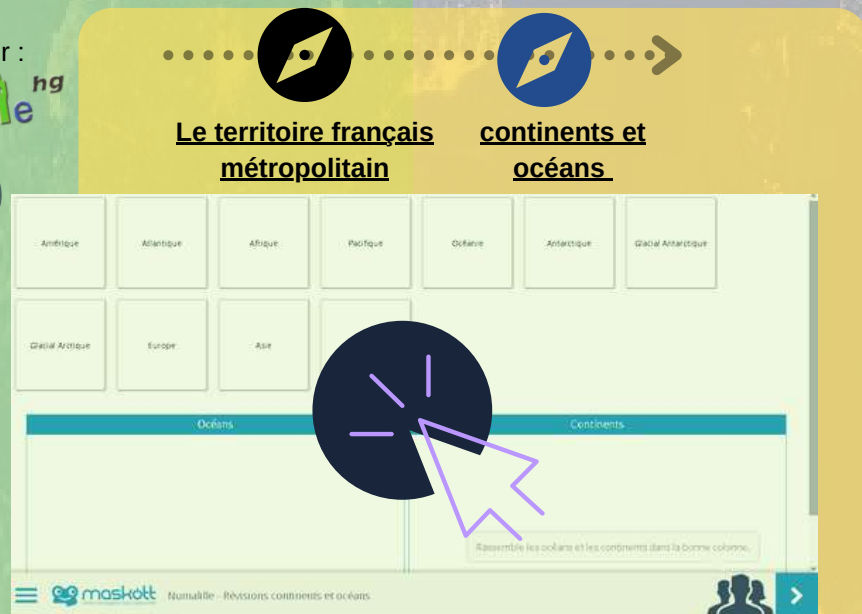 r :
hg
e
Le territoire français
métropolitain
continents et
océans
Amérique
Atlantique
Afrique
Pacifique
Océanie
Antarctique
Glacial Antarctique
Glacial Arctique
Europe
Asie
Océans
Continents
Rassemble les océans et les continents dans la bonne colonne.
maskott
Numalille - Révisions continents et océans